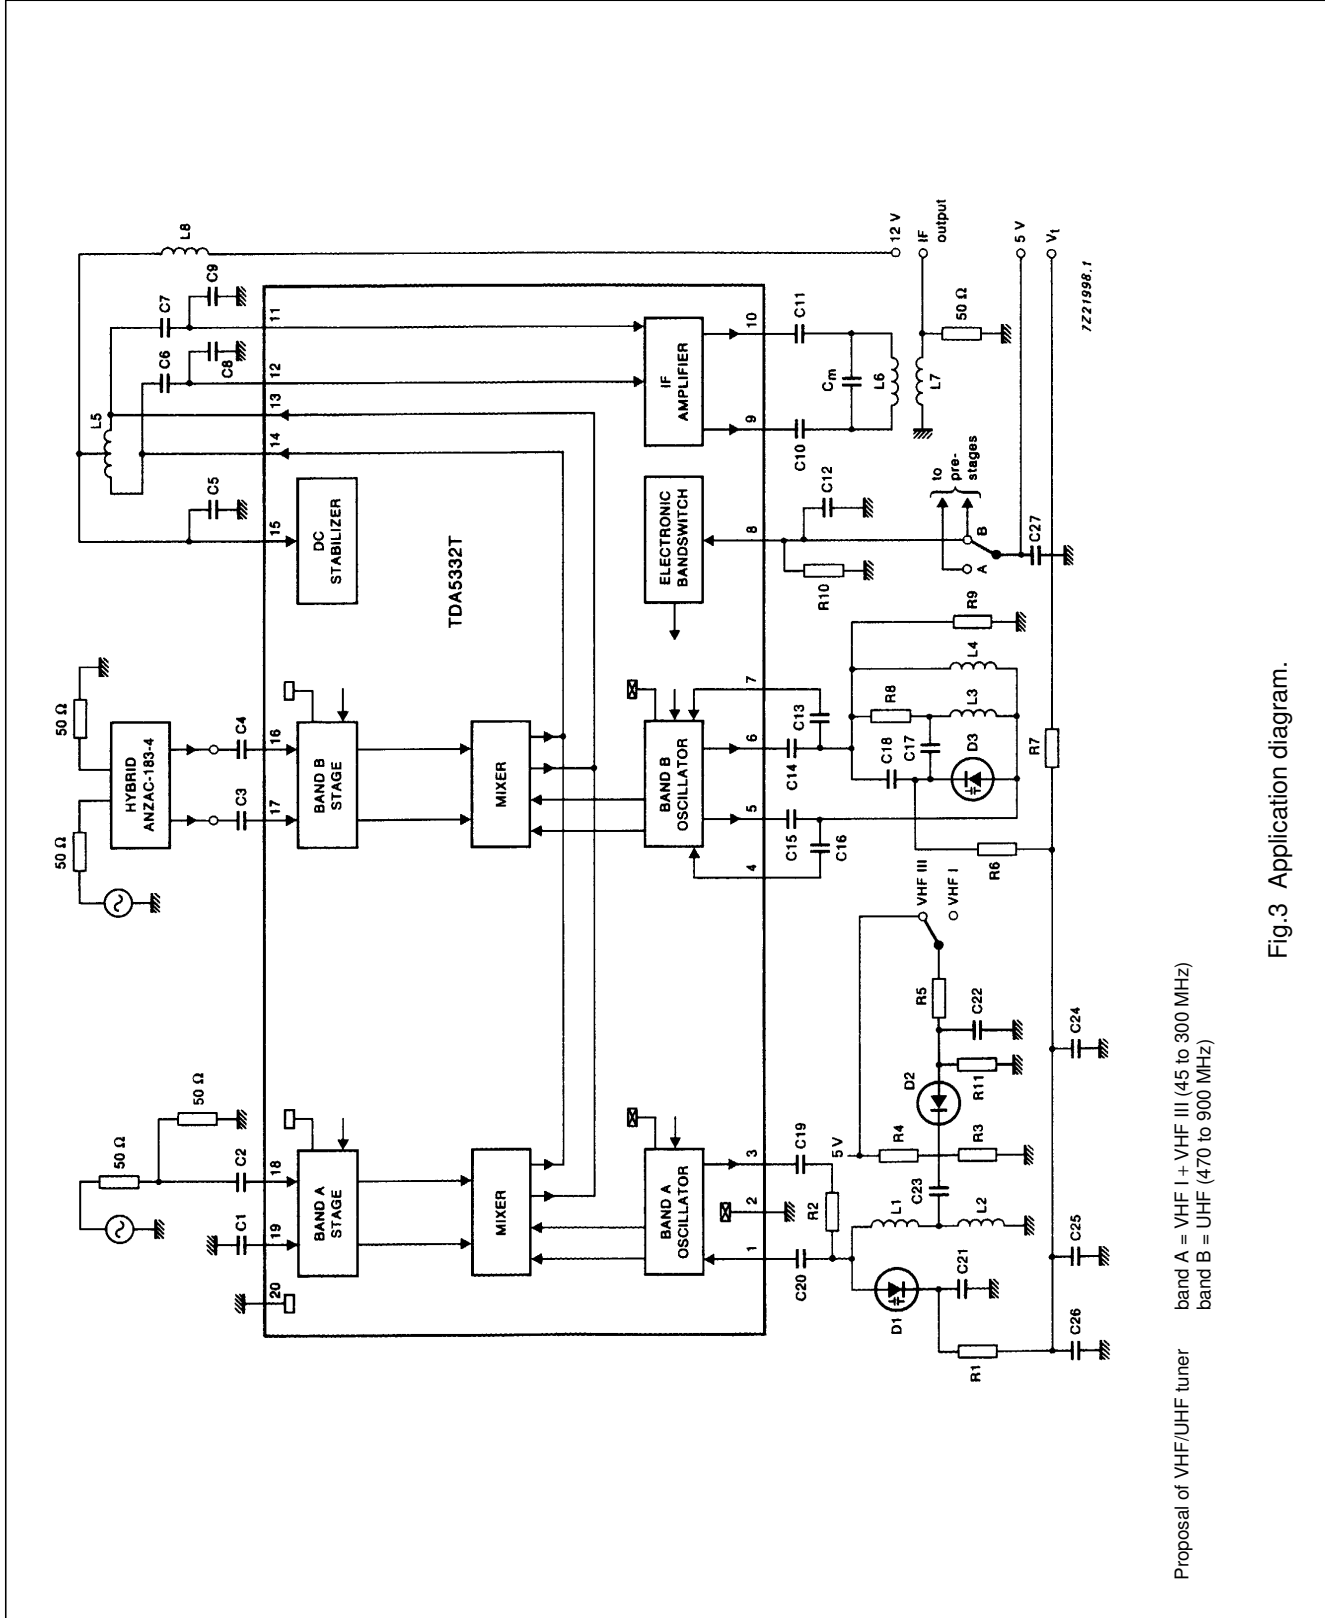 50 Ω
50 Ω
50 Ω
50 Ω
HYBRID
ANZAC-183-4
L5
L8
C1
C2
C3
C4
C5
C6
C7
C8
C9
20
19
18
17
16
15
14
13
12
11
BAND A
STAGE
BAND B
STAGE
DC
STABILIZER
TDA5332T
MIXER
MIXER
BAND A
OSCILLATOR
BAND B
OSCILLATOR
ELECTRONIC
BANDSWITCH
IF
AMPLIFIER
1
2
3
4
5
6
7
8
9
10
C20
R2
C19
C15
C16
C14
C13
R10
C12
C10
C11
Cm
L6
L7
D1
C21
R1
L1
L2
C23
5 V
R4
R3
D2
R11
C22
R5
VHF III
VHF I
R6
C18
C17
D3
R8
L3
L4
R9
R7
A
B
to
pre-
stages
C27
50 Ω
12 V
IF
output
5 V
Vt
C26
C25
C24
7Z21998.1
Proposal of VHF/UHF tuner band A = VHF I + VHF III (45 to 300 MHz)
band B = UHF (470 to 900 MHz)
Fig.3 Application diagram.